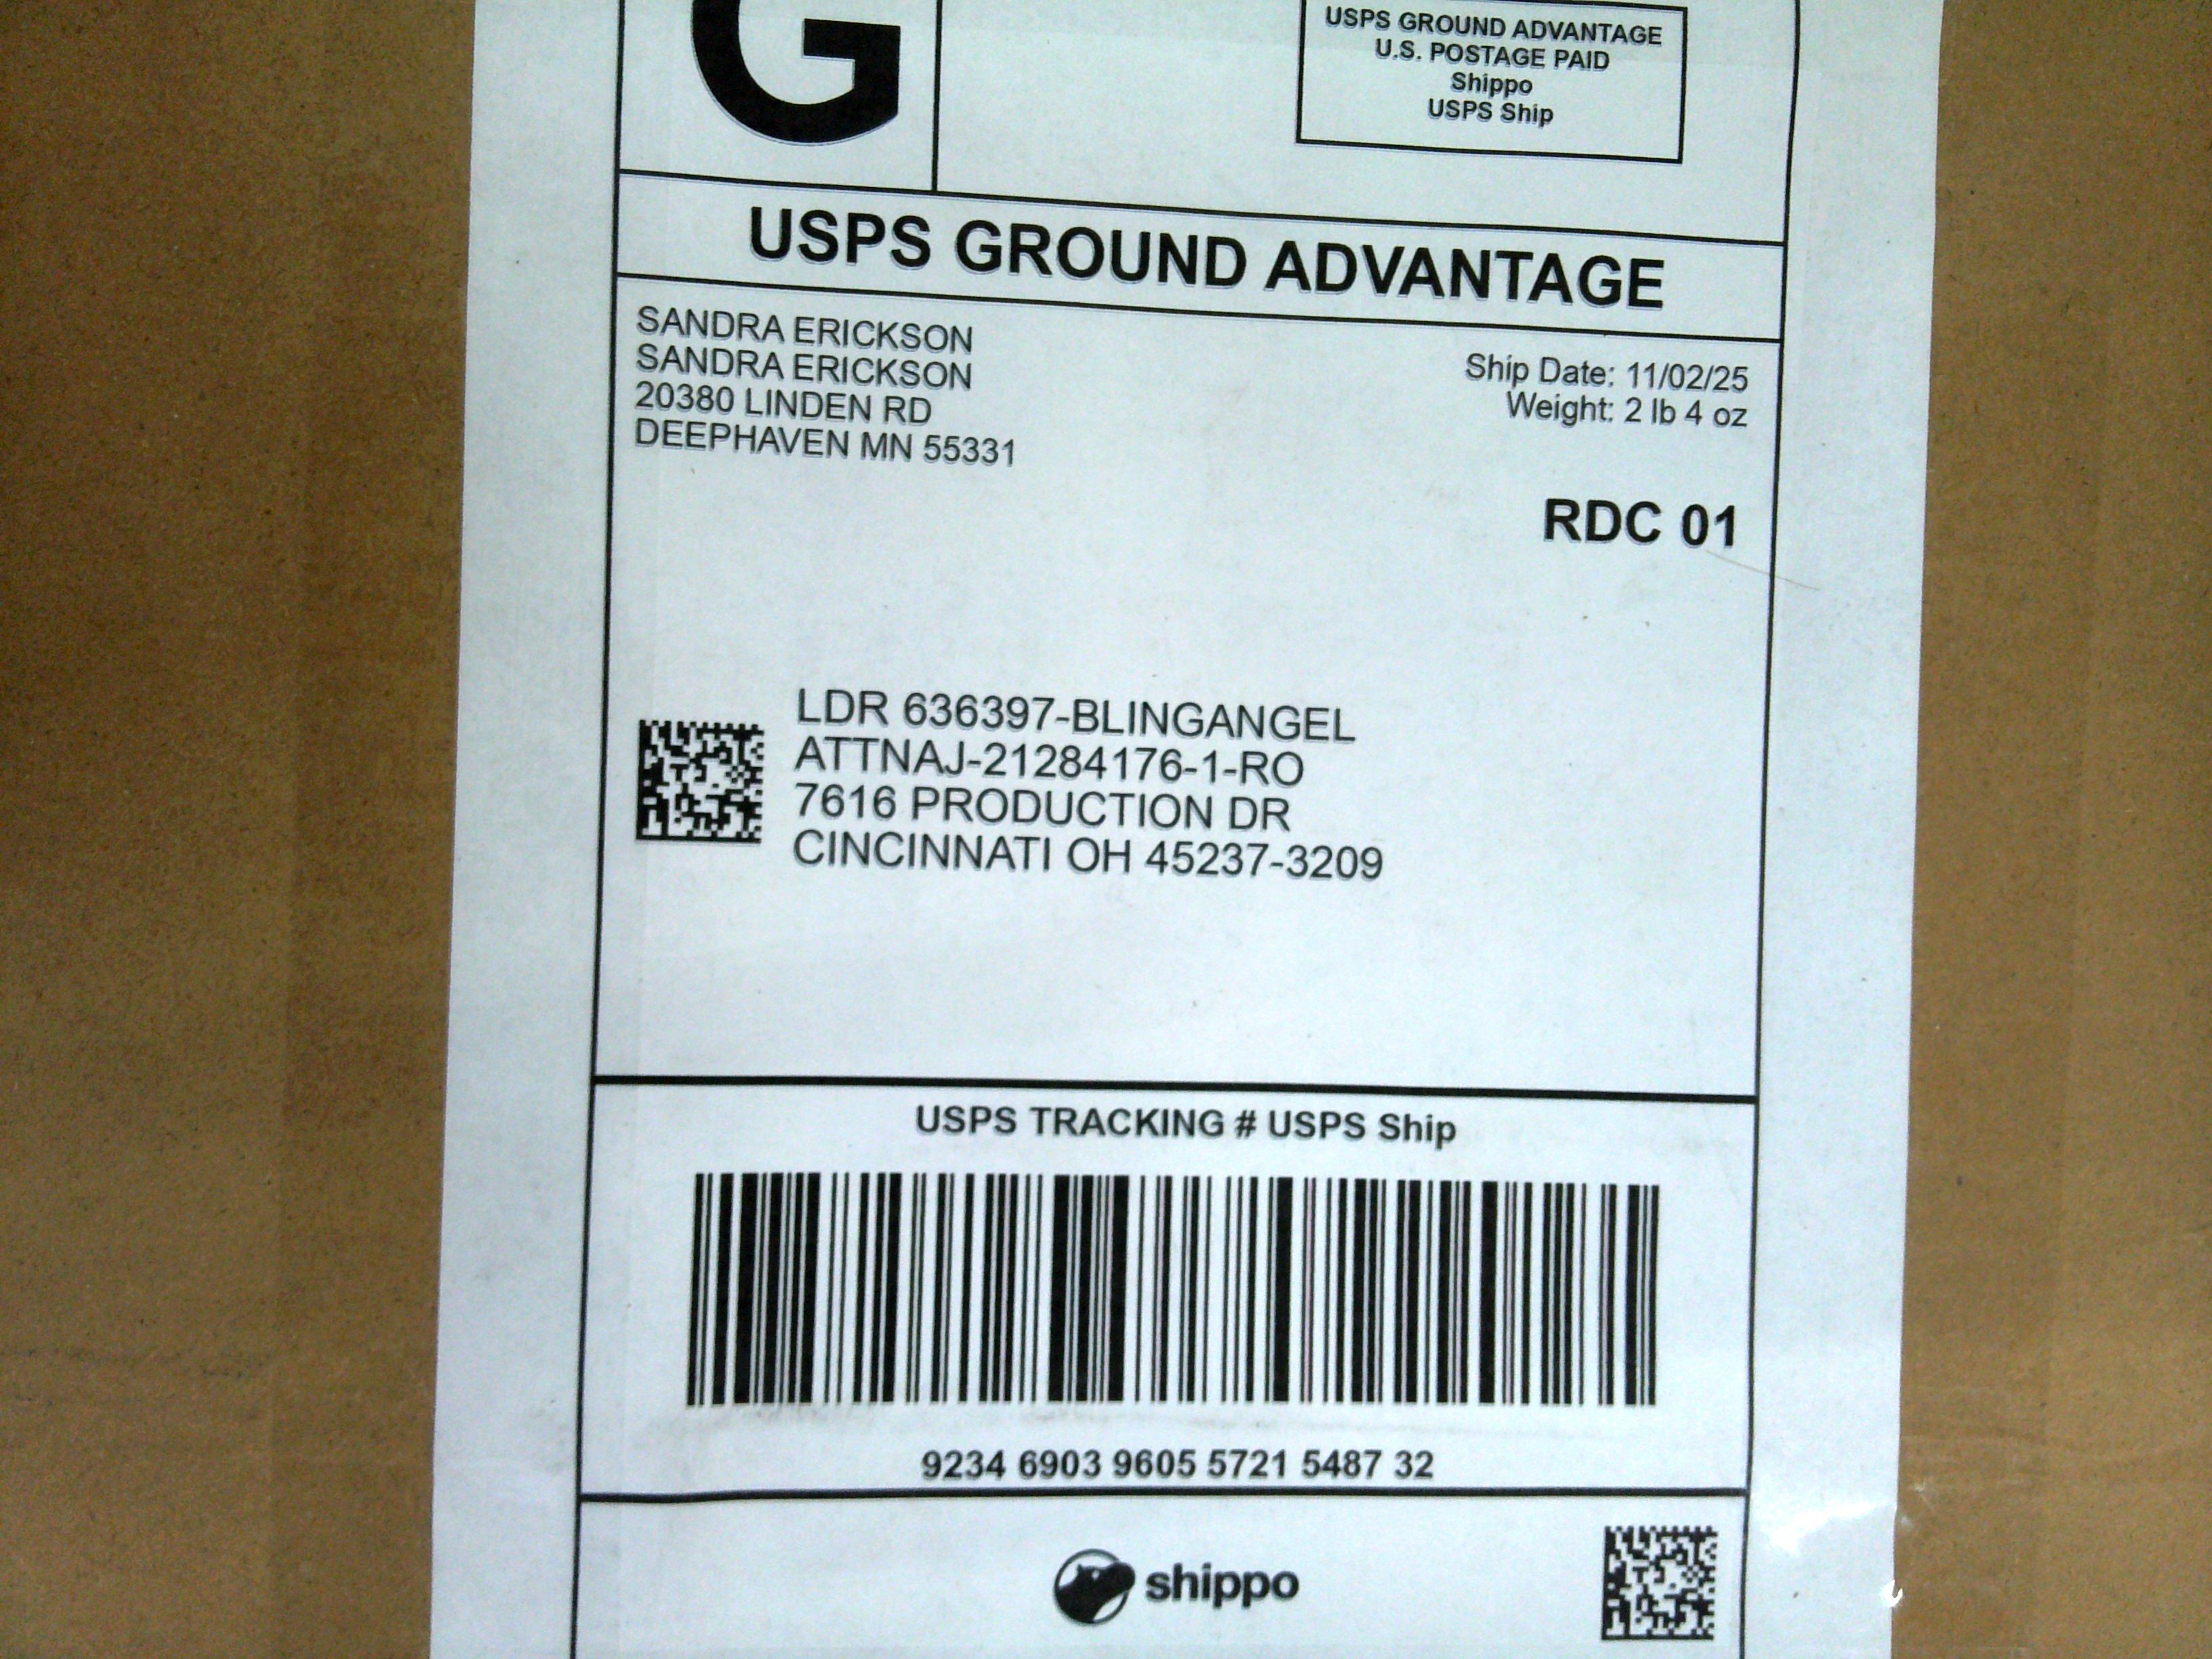 G
USPS GROUND ADVANTAGE
U.S. POSTAGE PAID
Shippo
USPS Ship
USPS GROUND ADVANTAGE
SANDRA ERICKSON
SANDRA ERICKSON
20380 LINDEN RD
DEEPHAVEN MN 55331
Ship Date: 11/02/25
Weight: 2 lb 4 oz
RDC 01
LDR 636397-BLINGANGEL
ATTNAJ-21284176-1-RO
7616 PRODUCTION DR
CINCINNATI OH 45237-3209
USPS TRACKING # USPS Ship
9234 6903 9605 5721 5487 32
shippo